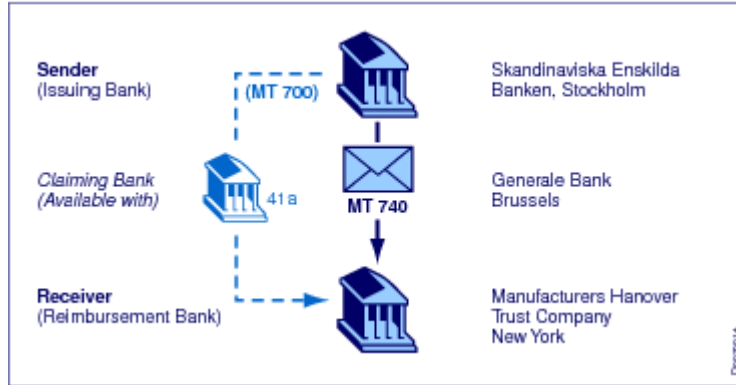 Sender
(Issuing Bank)
(MT 700)
Skandinaviska Enskilda
Banken, Stockholm
Claiming Bank
(Available with)
41a
MT 740
Generale Bank
Brussels
Receiver
(Reimbursement Bank)
Manufacturers Hanover
Trust Company
New York